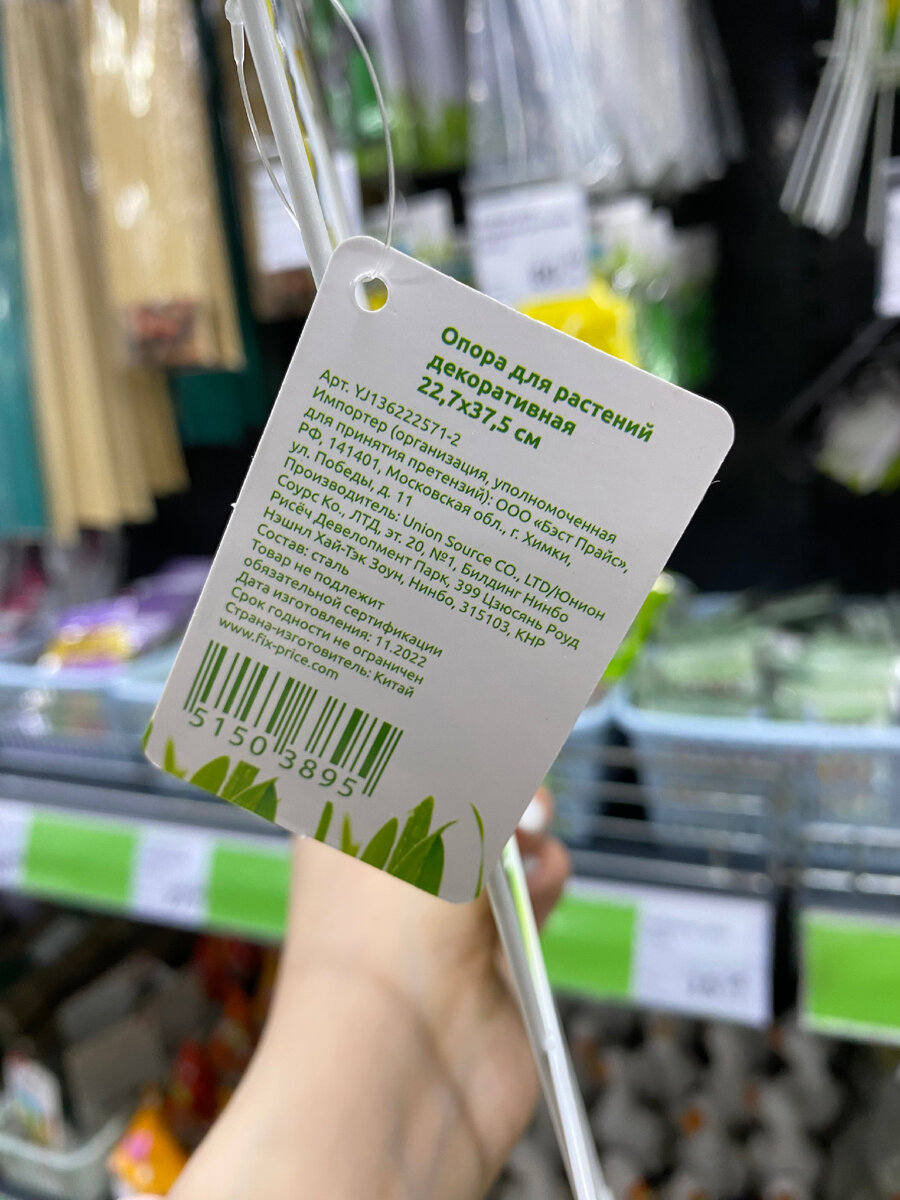 Опора для растений
декоративная
22,7х37,5 см
Арт. YJ136222571-2
Импортер (организация, уполномоченная
для принятия претензий): ООО «Бэст Прайс»,
РФ, 141401, Московская обл., г. Химки,
ул. Победы, д. 11
Производитель: Union Source CO., LTD/Юнион
Соурс Ко., ЛТД, эт. 20, №1, Билдинг Нинбо
Рисёч Девелопмент Парк, 399 Цзюсянь Роуд
Нэшнл Хай-Тэк Зоун, Нинбо, 315103, КНР
Состав: сталь
Товар не подлежит
обязательной сертификации
Дата изготовления: 11.2022
Срок годности не ограничен
Страна-изготовитель: Китай
www.fix-price.com
5150 3895